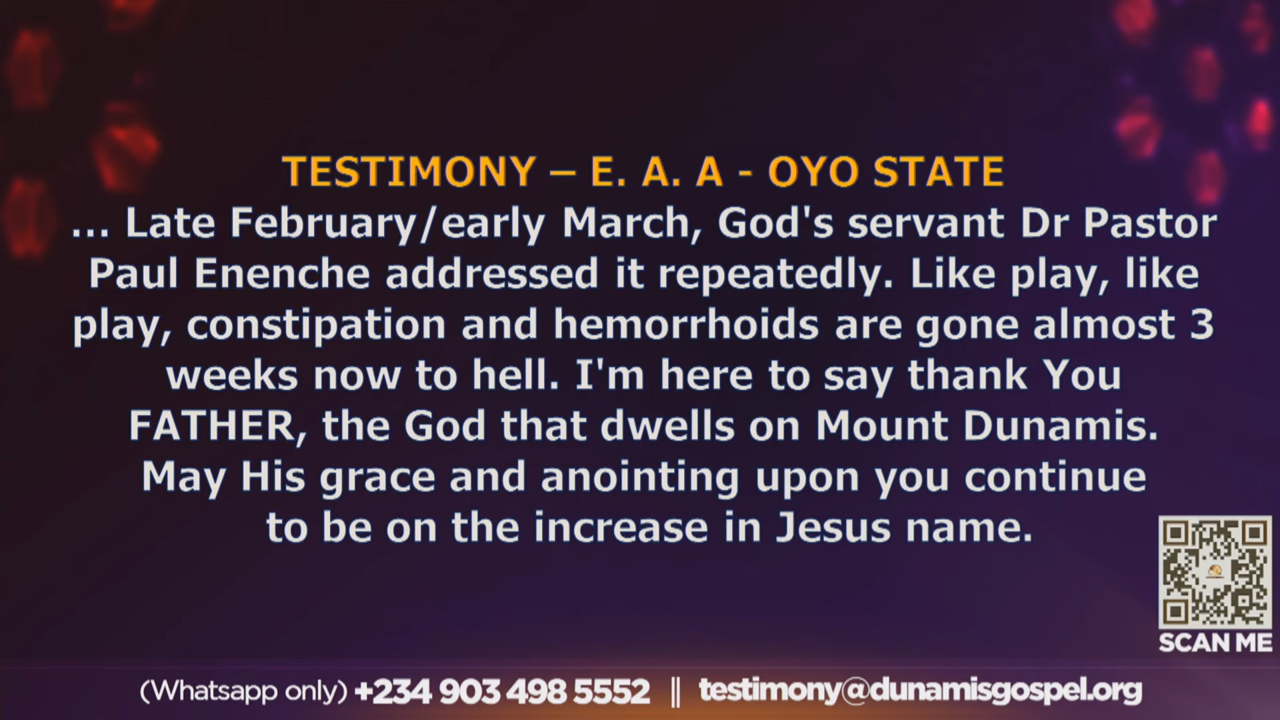 TESTIMONY – E. A. A - OYO STATE
... Late February/early March, God's servant Dr Pastor
Paul Enenche addressed it repeatedly. Like play, like
play, constipation and hemorrhoids are gone almost 3
weeks now to hell. I'm here to say thank You
FATHER, the God that dwells on Mount Dunamis.
May His grace and anointing upon you continue
to be on the increase in Jesus name.
SCAN ME
(Whatsapp only) +234 903 498 5552 || testimony@dunamisgospel.org